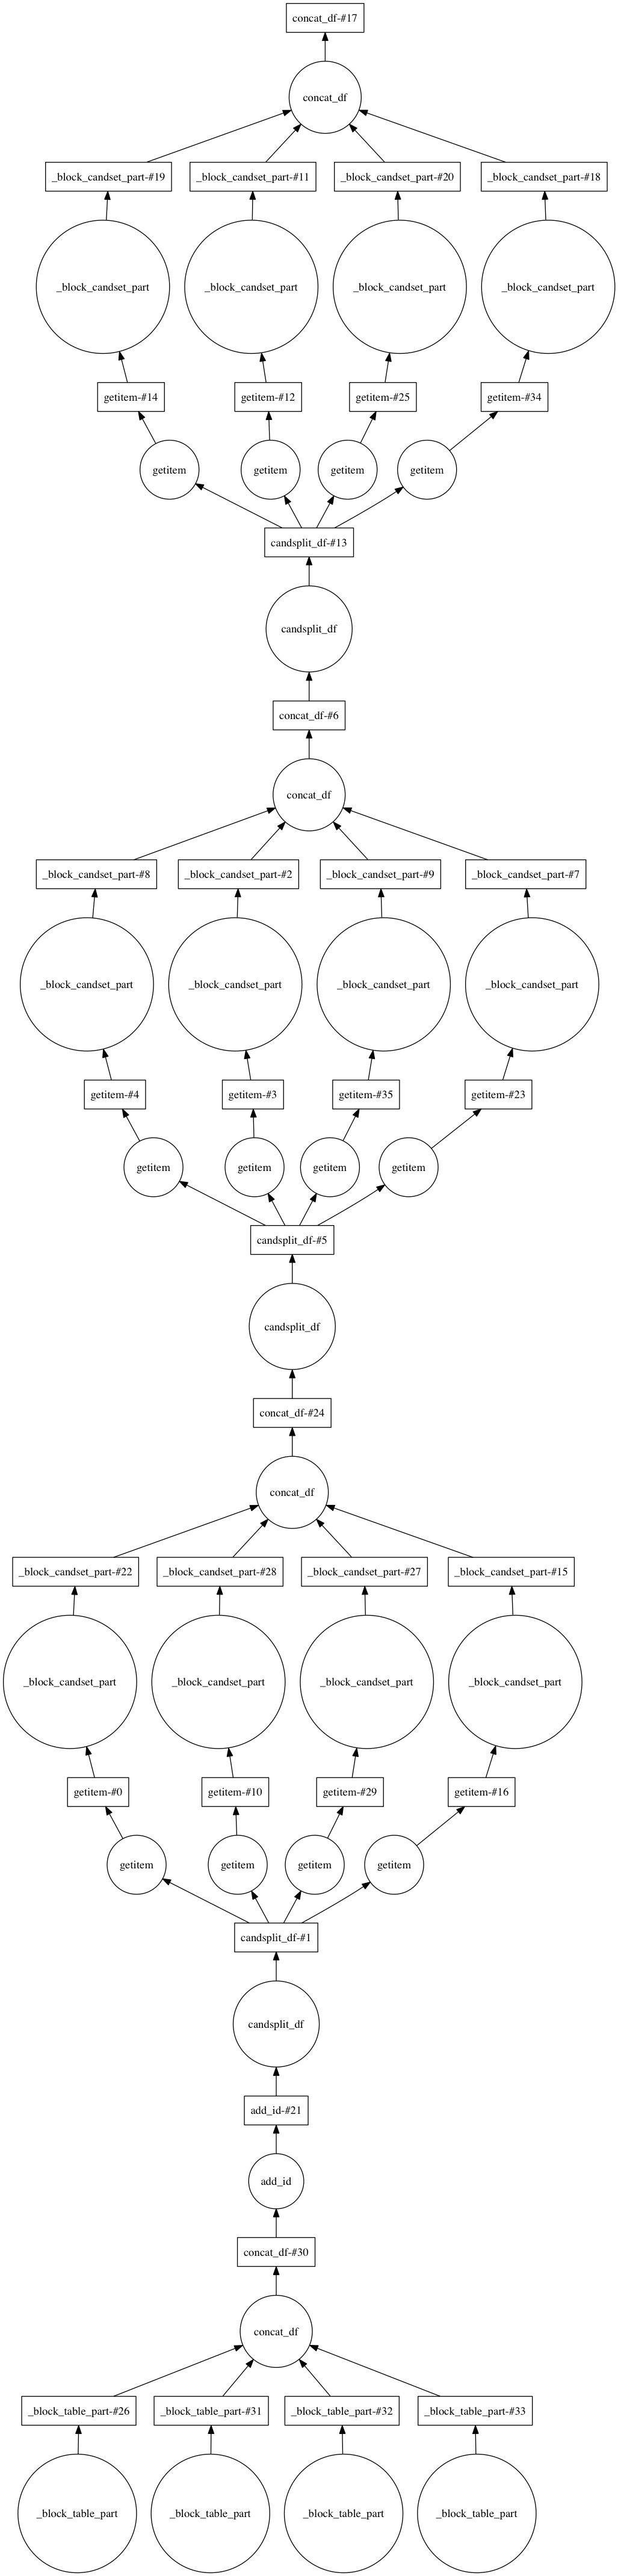 concat_df-#17
concat_df
_block_candset_part-#19
_block_candset_part-#11
_block_candset_part-#20
_block_candset_part-#18
_block_candset_part
_block_candset_part
_block_candset_part
_block_candset_part
getitem-#14
getitem-#12
getitem-#25
getitem-#34
getitem
getitem
getitem
getitem
candsplit_df-#13
candsplit_df
concat_df-#6
concat_df
_block_candset_part-#8
_block_candset_part-#2
_block_candset_part-#9
_block_candset_part-#7
_block_candset_part
_block_candset_part
_block_candset_part
_block_candset_part
getitem-#4
getitem-#3
getitem-#35
getitem-#23
getitem
getitem
getitem
getitem
candsplit_df-#5
candsplit_df
concat_df-#24
concat_df
_block_candset_part-#22
_block_candset_part-#28
_block_candset_part-#27
_block_candset_part-#15
_block_candset_part
_block_candset_part
_block_candset_part
_block_candset_part
getitem-#0
getitem-#10
getitem-#29
getitem-#16
getitem
getitem
getitem
getitem
candsplit_df-#1
candsplit_df
add_id-#21
add_id
concat_df-#30
concat_df
_block_table_part-#26
_block_table_part-#31
_block_table_part-#32
_block_table_part-#33
_block_table_part
_block_table_part
_block_table_part
_block_table_part